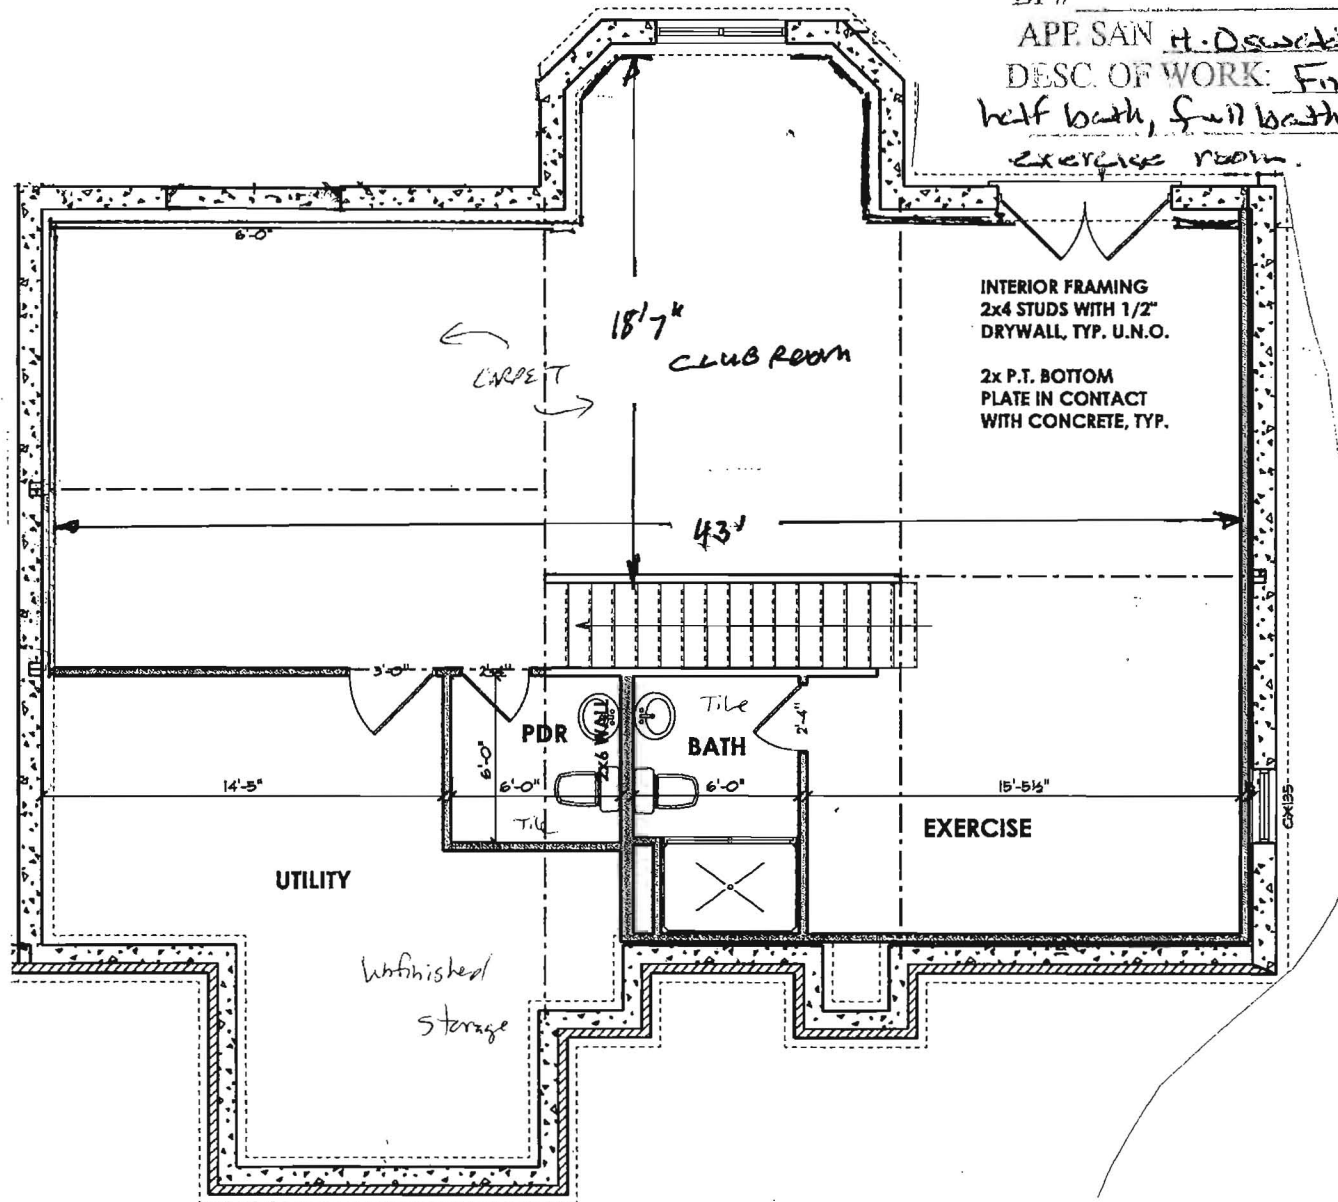 APP. SAN H. Oswald
DESC. OF WORK:
half bath, full bath
exercise room.
6'-0"
INTERIOR FRAMING
2x4 STUDS WITH 1/2"
DRYWALL, TYP. U.N.O.
2x P.T. BOTTOM
PLATE IN CONTACT
WITH CONCRETE, TYP.
18'7"
CLUB ROOM
CARPET
43'
3'-0"
PDR
2x6 WALL
Tile
BATH
2'-4"
6'-0"
14'-5"
6'-0"
6'-0"
15'-5½"
Tile
EXERCISE
CX135
UTILITY
Unfinished
Storage